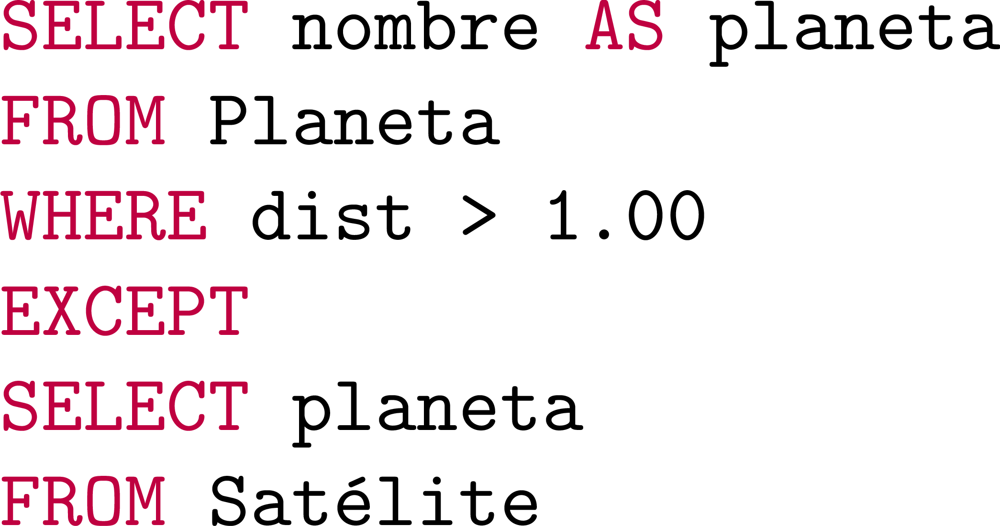 SELECT nombre AS planeta
FROM Planeta
WHERE dist > 1.00
EXCEPT
SELECT planeta
FROM Satélite